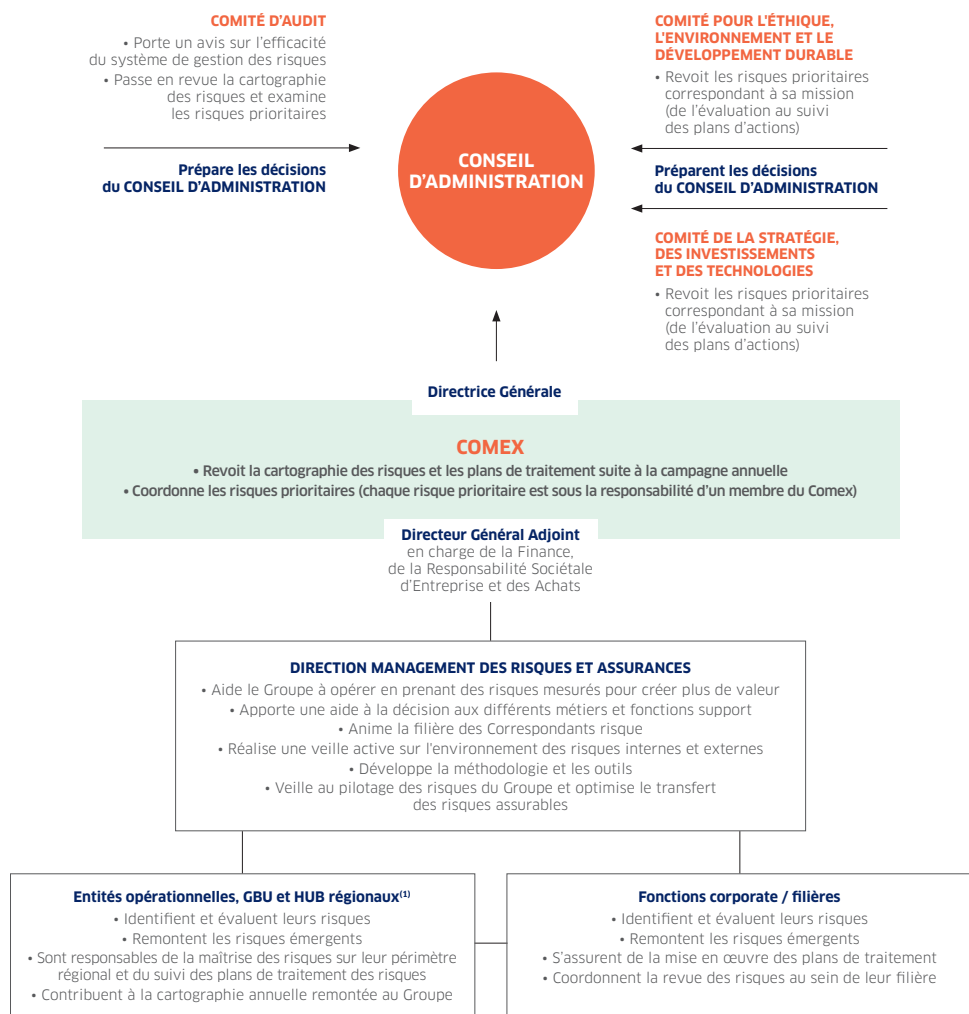 COMITÉ D'AUDIT
• Porte un avis sur l'efficacité
du système de gestion des risques
• Passe en revue la cartographie
des risques et examine
les risques prioritaires
Prépare les décisions
du CONSEIL D'ADMINISTRATION
CONSEIL
D'ADMINISTRATION
COMITÉ POUR L'ÉTHIQUE,
L'ENVIRONNEMENT ET LE
DÉVELOPPEMENT DURABLE
• Revoit les risques prioritaires
correspondant à sa mission
(de l'évaluation au suivi
des plans d'actions)
Préparent les décisions
du CONSEIL D'ADMINISTRATION
COMITÉ DE LA STRATÉGIE,
DES INVESTISSEMENTS
ET DES TECHNOLOGIES
• Revoit les risques prioritaires
correspondant à sa mission
(de l'évaluation au suivi
des plans d'actions)
Directrice Générale
COMEX
• Revoit la cartographie des risques et les plans de traitement suite à la campagne annuelle
• Coordonne les risques prioritaires (chaque risque prioritaire est sous la responsabilité d'un membre du Comex)
Directeur Général Adjoint
en charge de la Finance,
de la Responsabilité Sociétale
d'Entreprise et des Achats
DIRECTION MANAGEMENT DES RISQUES ET ASSURANCES
• Aide le Groupe à opérer en prenant des risques mesurés pour créer plus de valeur
• Apporte une aide à la décision aux différents métiers et fonctions support
• Anime la filière des Correspondants risque
• Réalise une veille active sur l'environnement des risques internes et externes
• Développe la méthodologie et les outils
• Veille au pilotage des risques du Groupe et optimise le transfert
des risques assurables
Entités opérationnelles, GBU et HUB régionaux(1)
• Identifient et évaluent leurs risques
• Remontent les risques émergents
• Sont responsables de la maîtrise des risques sur leur périmètre
régional et du suivi des plans de traitement des risques
• Contribuent à la cartographie annuelle remontée au Groupe
Fonctions corporate / filières
• Identifient et évaluent leurs risques
• Remontent les risques émergents
• S'assurent de la mise en œuvre des plans de traitement
• Coordonnent la revue des risques au sein de leur filière